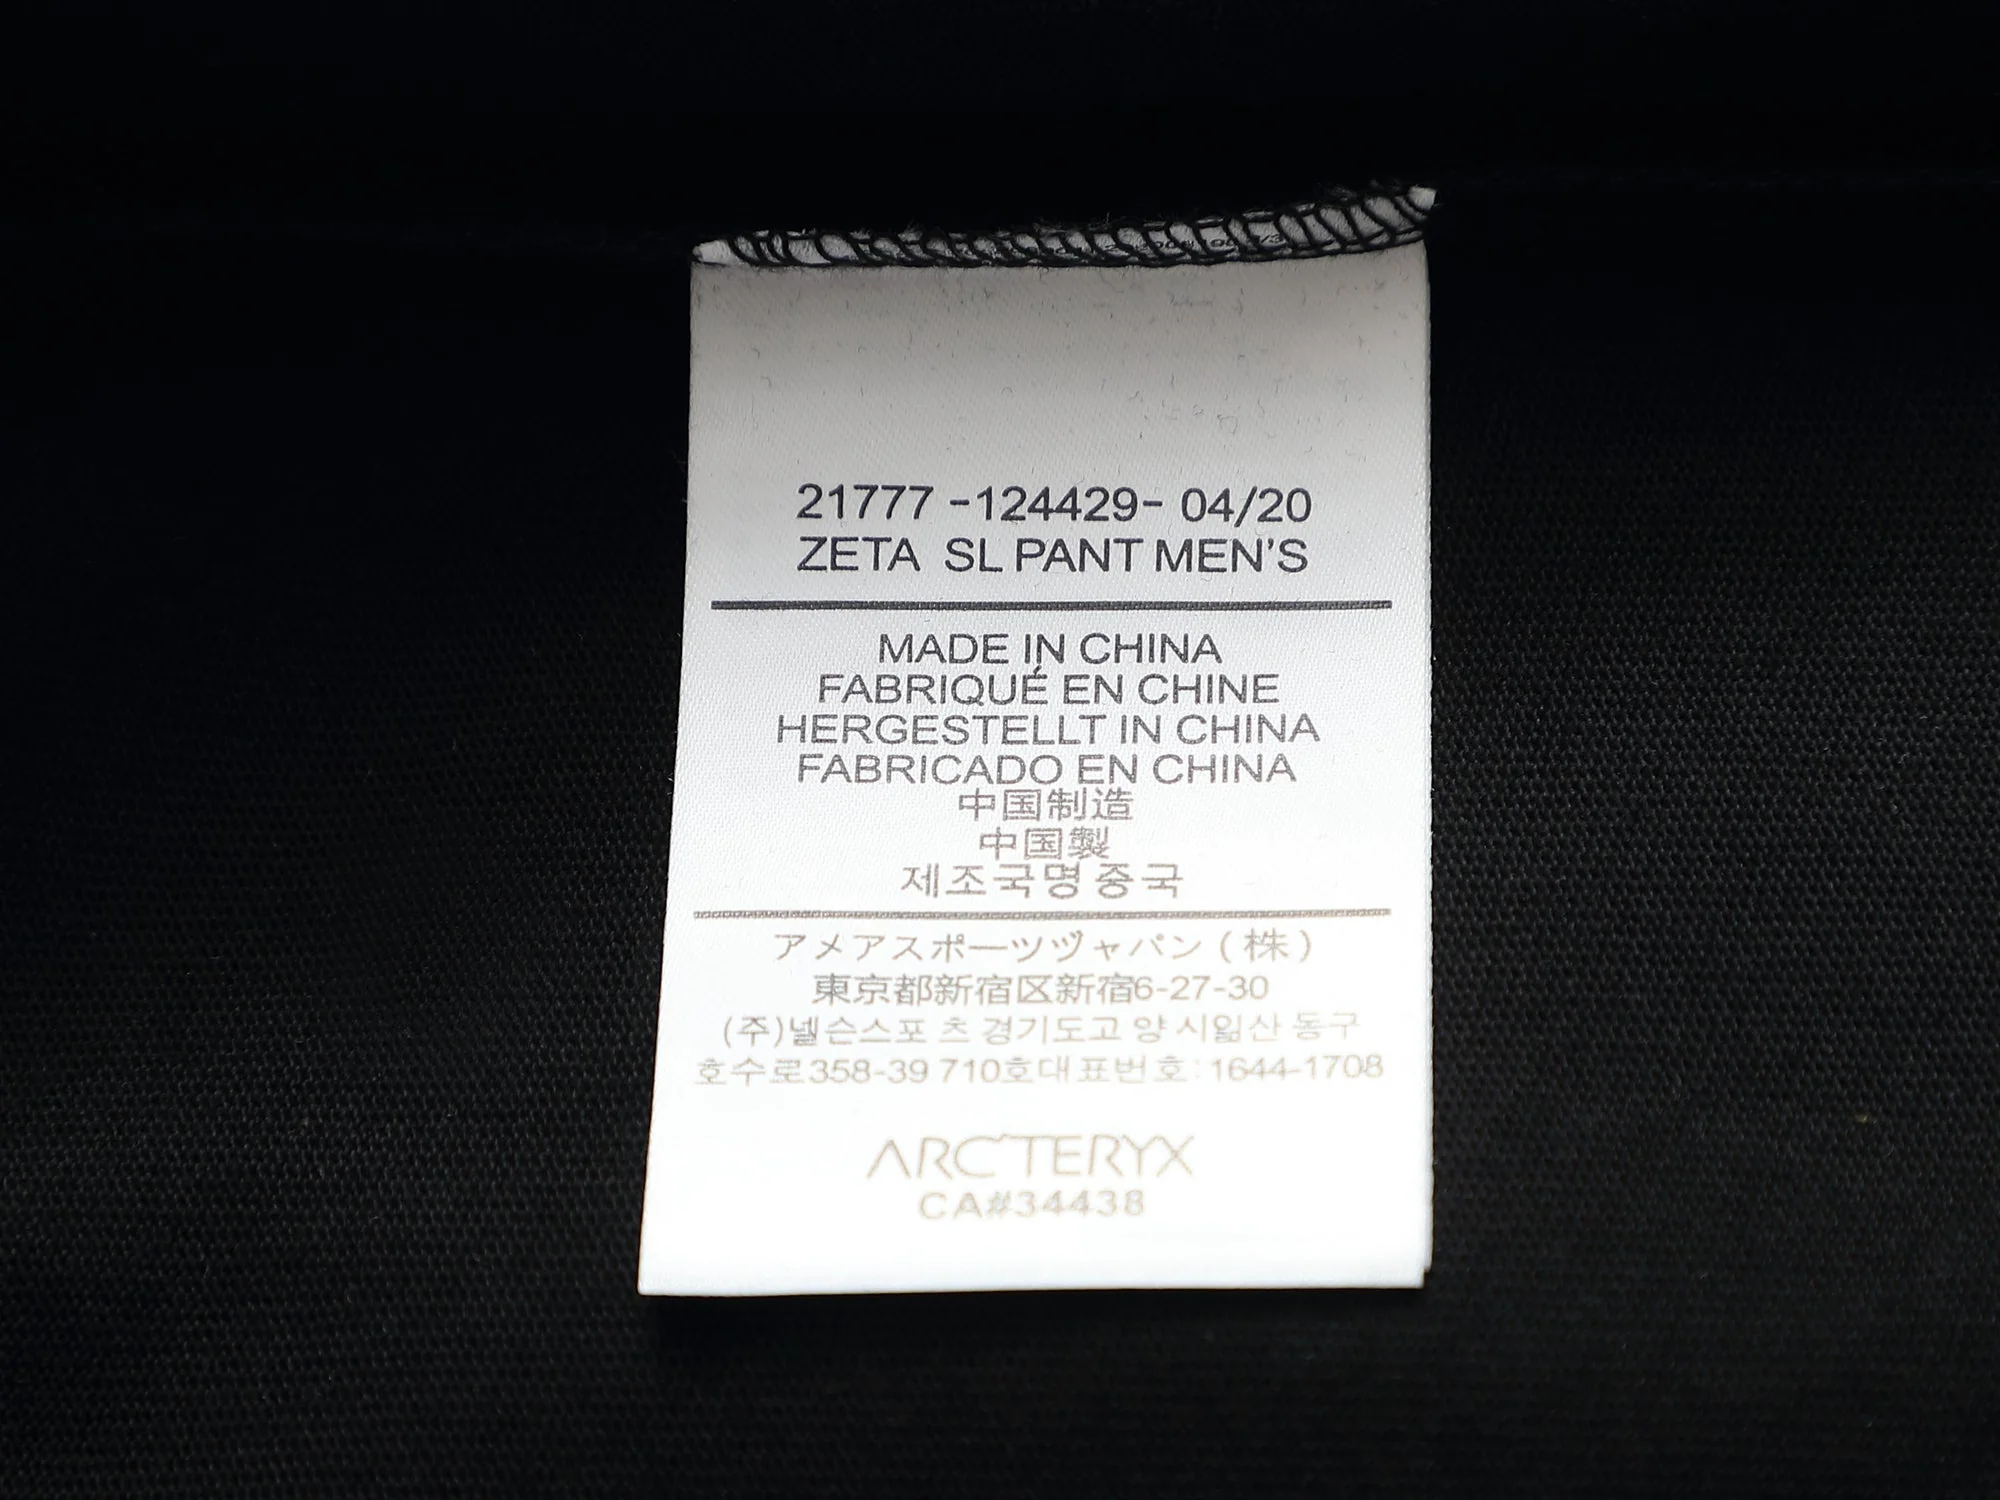 21777 -124429- 04/20
ZETA SL PANT MEN'S
MADE IN CHINA
FABRIQUÉ EN CHINE
HERGESTELLT IN CHINA
FABRICADO EN CHINA
中国制造
中国製
제조국명중국
アメアスポーツヅャパン(株)
東京都新宿区新宿6-27-30
(주)넬슨스포 츠 경기도고 양 시일산 동구
호수로358-39 710호대표번호: 1644-1708
ARC'TERYX
CA#34438